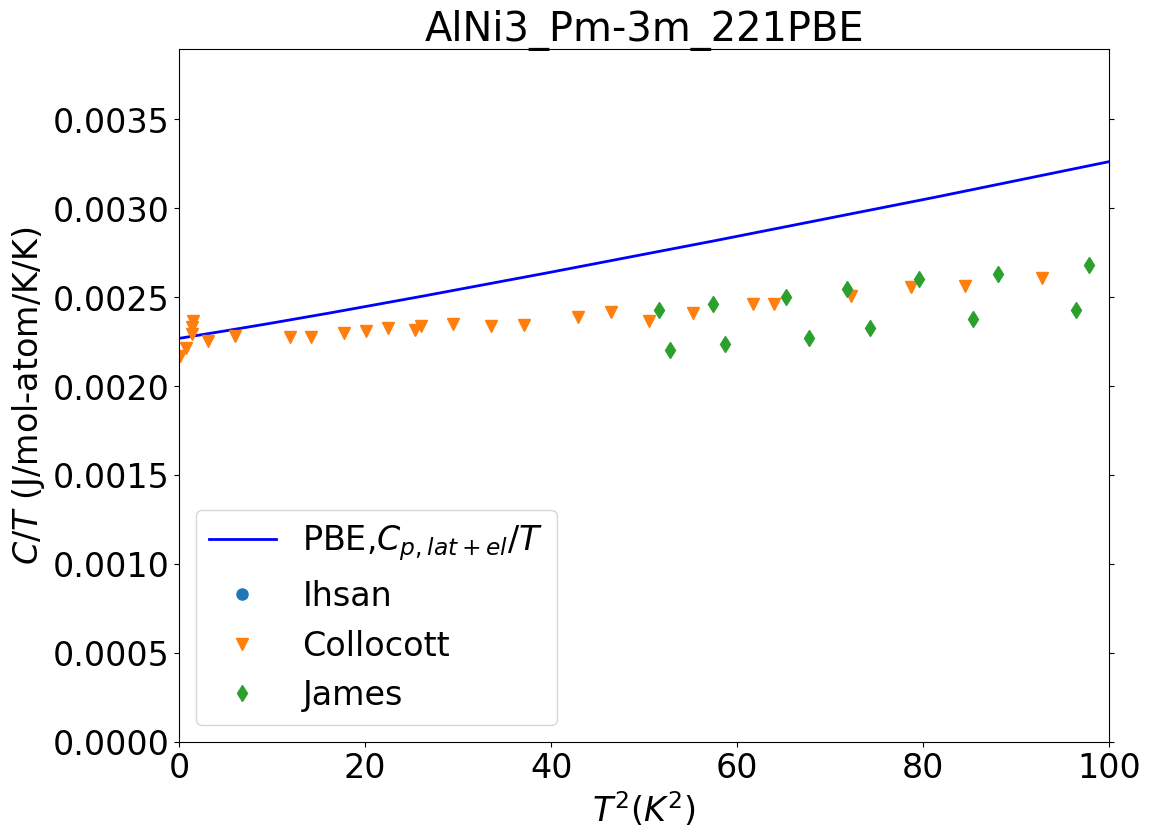 AlNi3_Pm-3m_221PBE
C/T (J/mol-atom/K/K)
0.0035
0.0030
0.0025
0.0020
0.0015
0.0010
0.0005
0.0000
PBE,C_{p,lat+el}/T
Ihsan
Collocott
James
0 20 40 60 80 100
T^2(K^2)